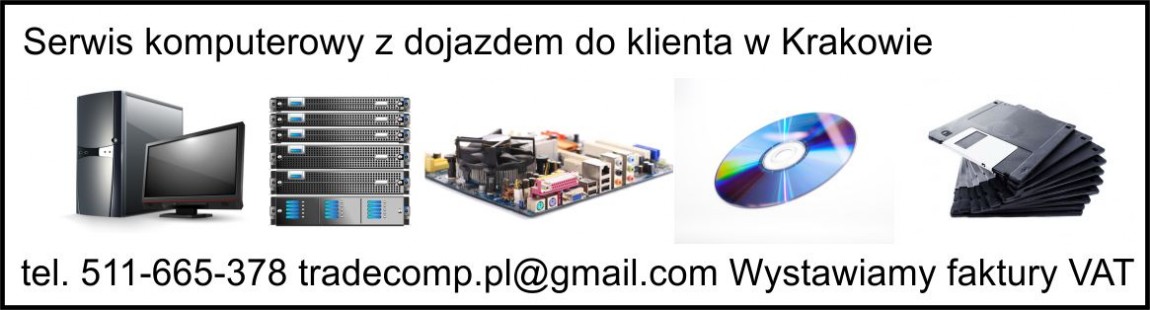 Serwis komputerowy z dojazdem do klienta w Krakowie
tel. 511-665-378 tradecomp.pl@gmail.com Wystawiamy faktury VAT